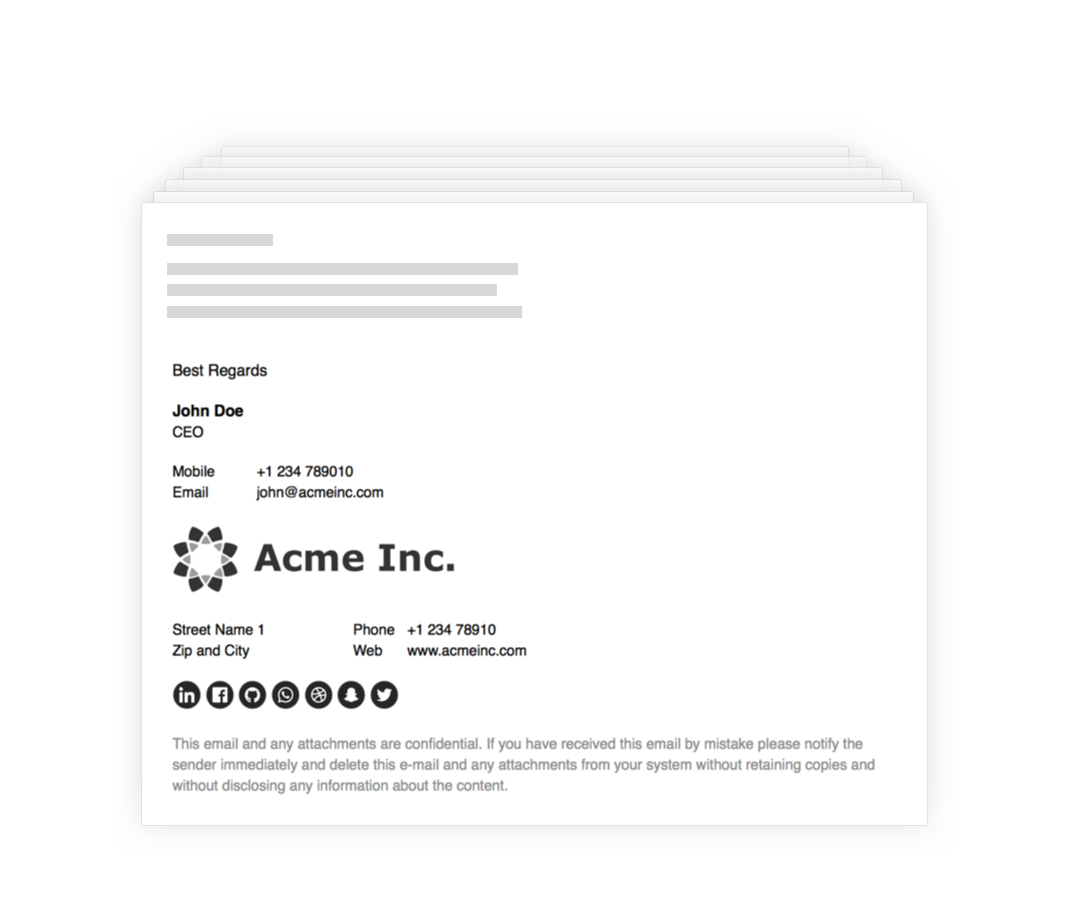 Best Regards
John Doe
CEO
Mobile +1 234 789010
Email john@acmeinc.com
Acme Inc.
Street Name 1 Phone +1 234 78910
Zip and City Web www.acmeinc.com
in
This email and any attachments are confidential. If you have received this email by mistake please notify the
sender immediately and delete this e-mail and any attachments from your system without retaining copies and
without disclosing any information about the content.